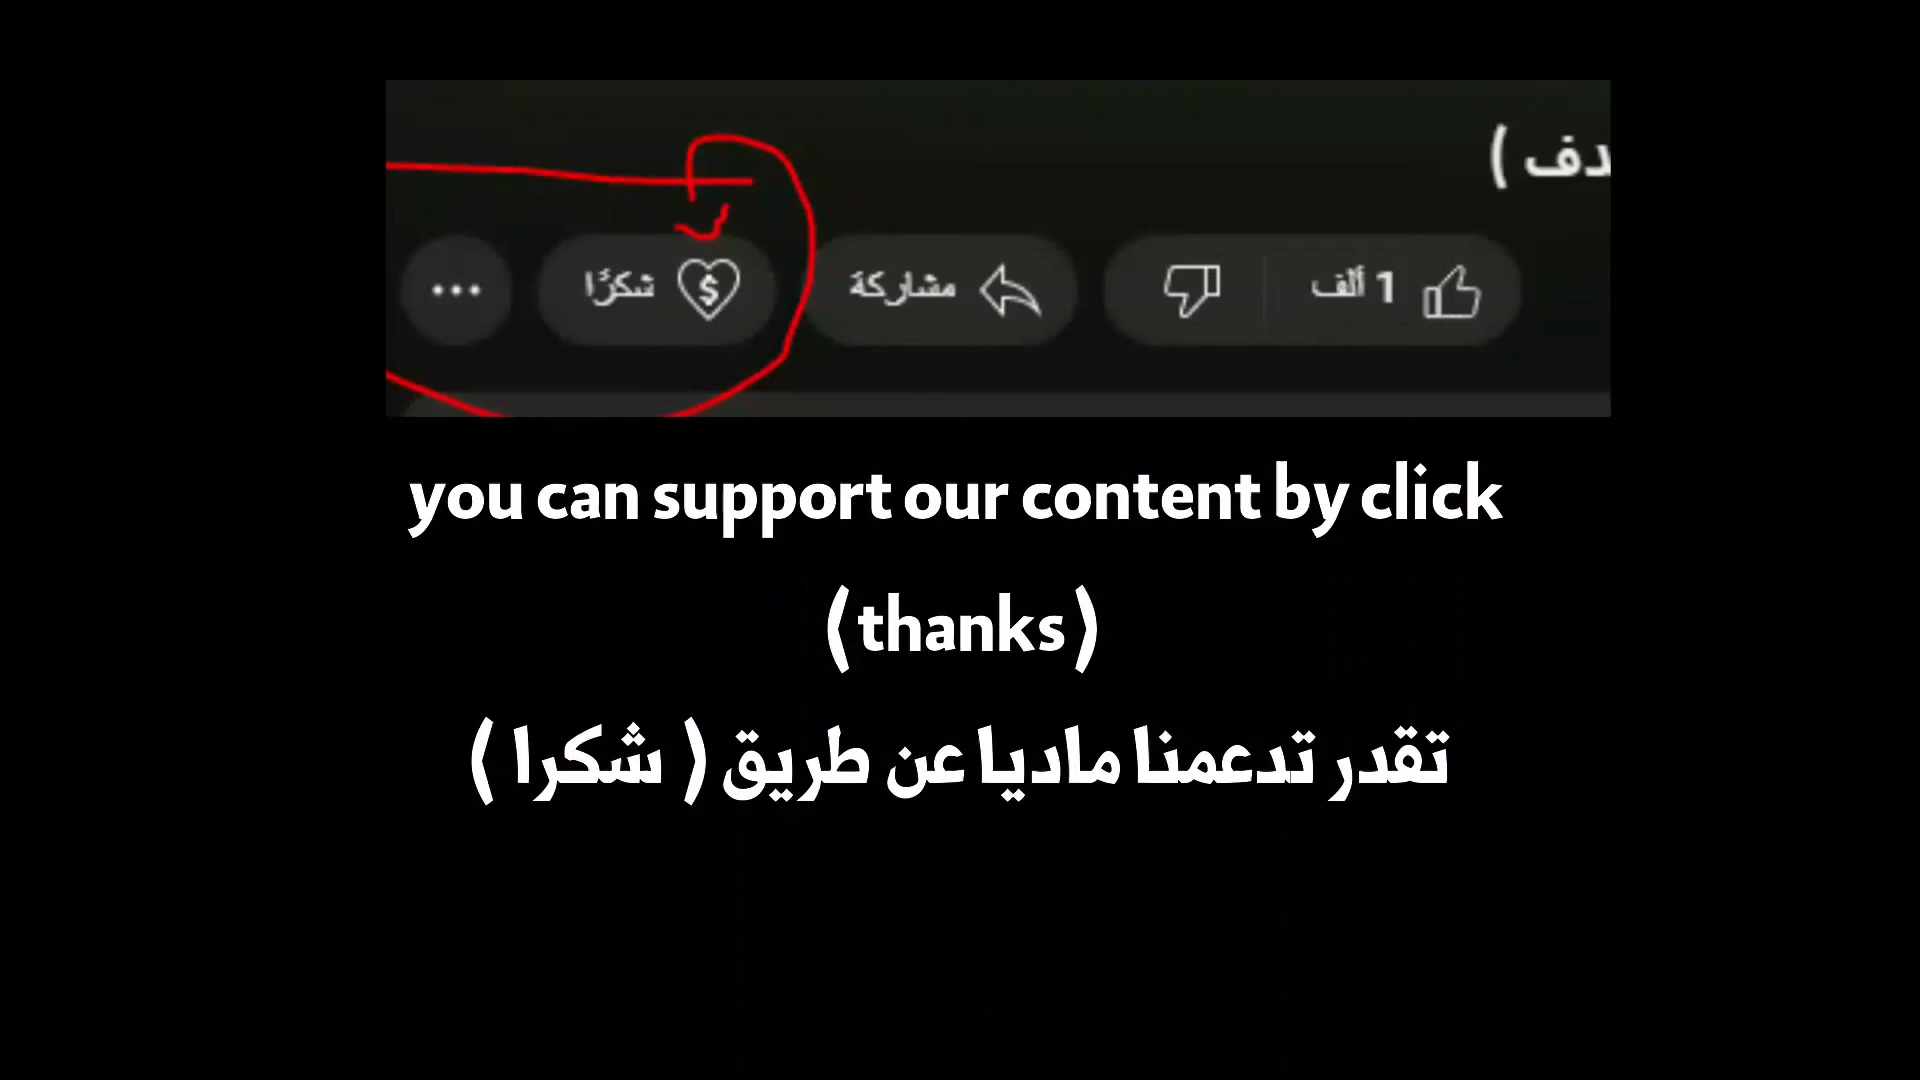 دف )
1 ألف
مشاركة
شكرًا
you can support our content by click
(thanks)
تقدر تدعمنا ماديا عن طريق ( شكرا )